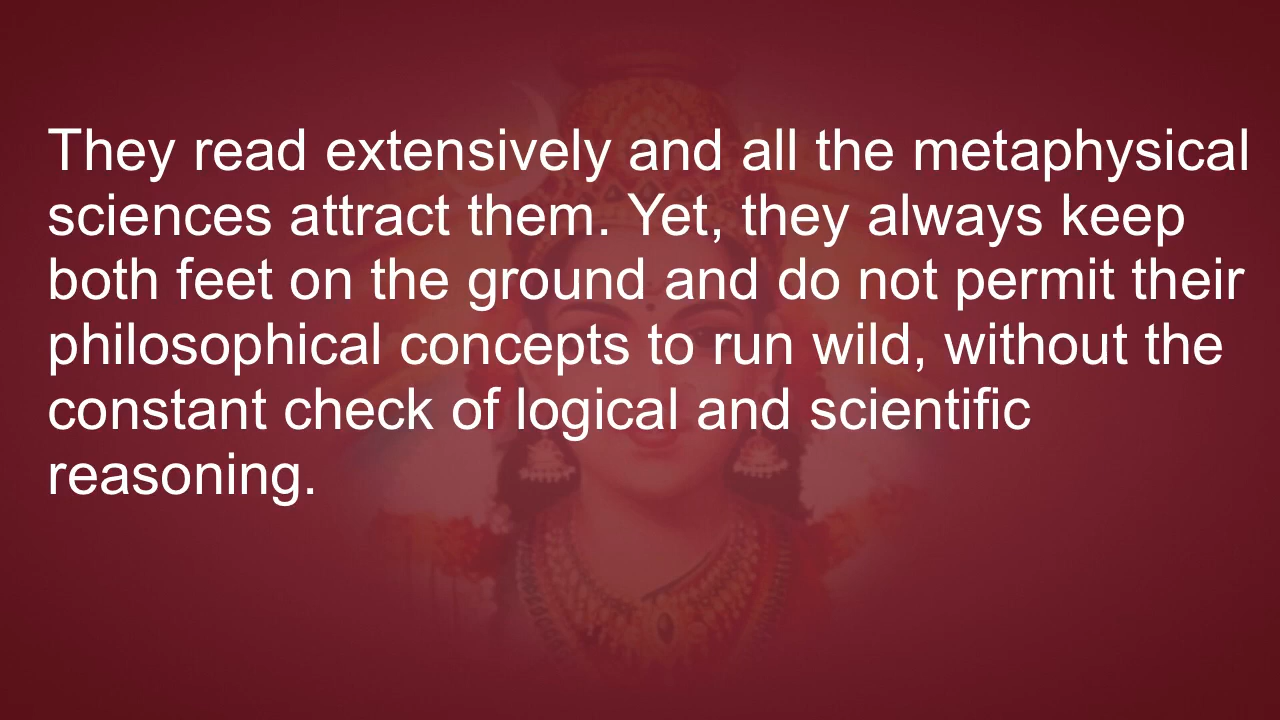 They read extensively and all the metaphysical
sciences attract them. Yet, they always keep
both feet on the ground and do not permit their
philosophical concepts to run wild, without the
constant check of logical and scientific
reasoning.